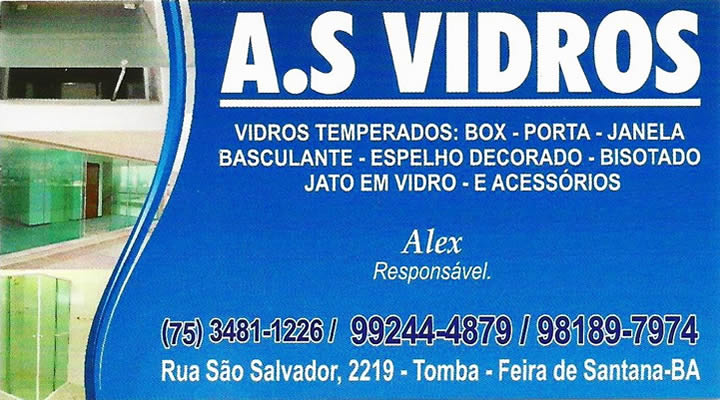 A.S VIDROS
VIDROS TEMPERADOS: BOX - PORTA - JANELA
BASCULANTE - ESPELHO DECORADO - BISOTADO
JATO EM VIDRO - E ACESSÓRIOS
Alex
Responsável.
(75) 3481-1226 / 99244-4879 / 98189-7974
Rua São Salvador, 2219 - Tomba - Feira de Santana-BA